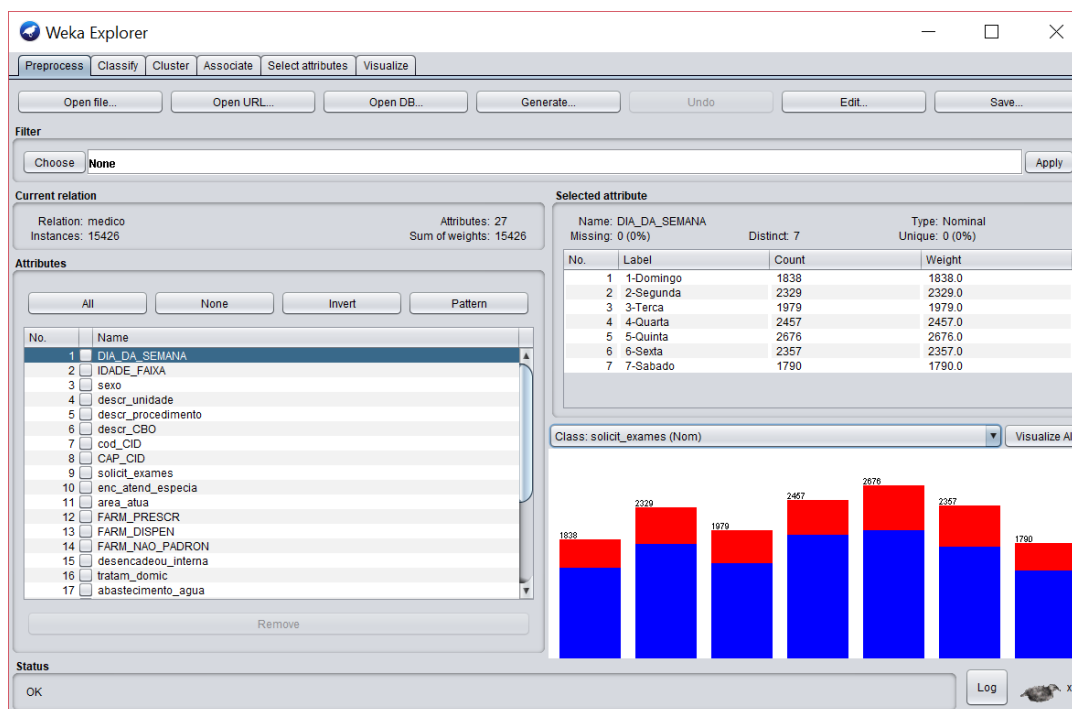 Weka Explorer
Preprocess Classify Cluster Associate Select attributes Visualize
Open file... Open URL... Open DB... Generate... Undo Edit... Save...
Filter
Choose None Apply
Current relation
Relation: medico Attributes: 27
Instances: 15426 Sum of weights: 15426
Attributes
All None Invert Pattern
No. Name
1 DIA_DA_SEMANA
2 IDADE_FAIXA
3 sexo
4 descr_unidade
5 descr_procedimento
6 descr_CBO
7 cod_CID
8 CAP_CID
9 solicit_exames
10 enc_atend_especia
11 area_atua
12 FARM_PRESCR
13 FARM_DISPEN
14 FARM_NAO_PADRON
15 desencadeou_interna
16 tratam_domic
17 abastecimento_agua
Remove
Selected attribute
Name: DIA_DA_SEMANA Type: Nominal
Missing: 0 (0%) Distinct: 7 Unique: 0 (0%)
No. Label Count Weight
1 1-Domingo 1838 1838.0
2 2-Segunda 2329 2329.0
3 3-Terca 1979 1979.0
4 4-Quarta 2457 2457.0
5 5-Quinta 2676 2676.0
6 6-Sexta 2357 2357.0
7 7-Sabado 1790 1790.0
Class: solicit_exames (Nom) Visualize Al
1838 2329 1979 2457 2676 2357 1790
Status
OK Log x